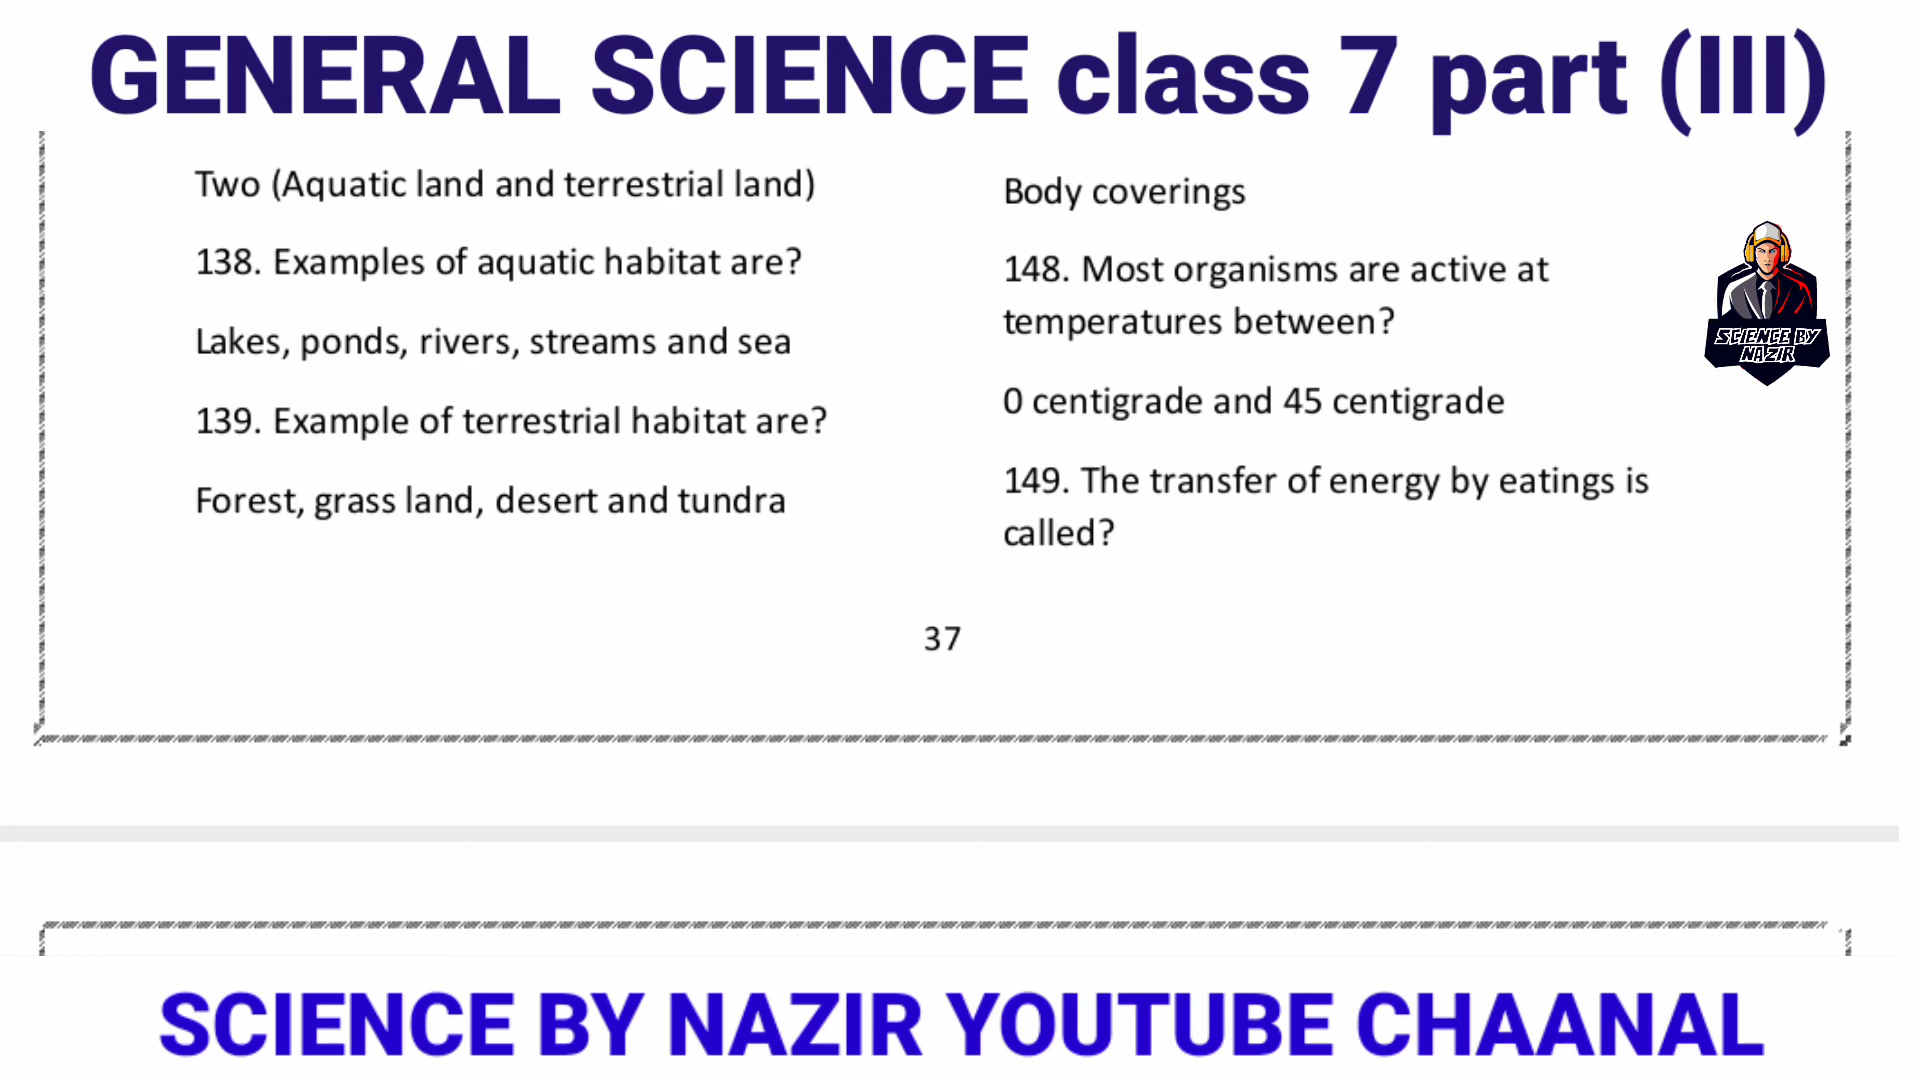 GENERAL SCIENCE class 7 part (III)
Two (Aquatic land and terrestrial land)
138. Examples of aquatic habitat are?
Lakes, ponds, rivers, streams and sea
139. Example of terrestrial habitat are?
Forest, grass land, desert and tundra
Body coverings
148. Most organisms are active at
temperatures between?
0 centigrade and 45 centigrade
149. The transfer of energy by eatings is
called?
SCIENCE BY
NAZIR
37
SCIENCE BY NAZIR YOUTUBE CHAANAL